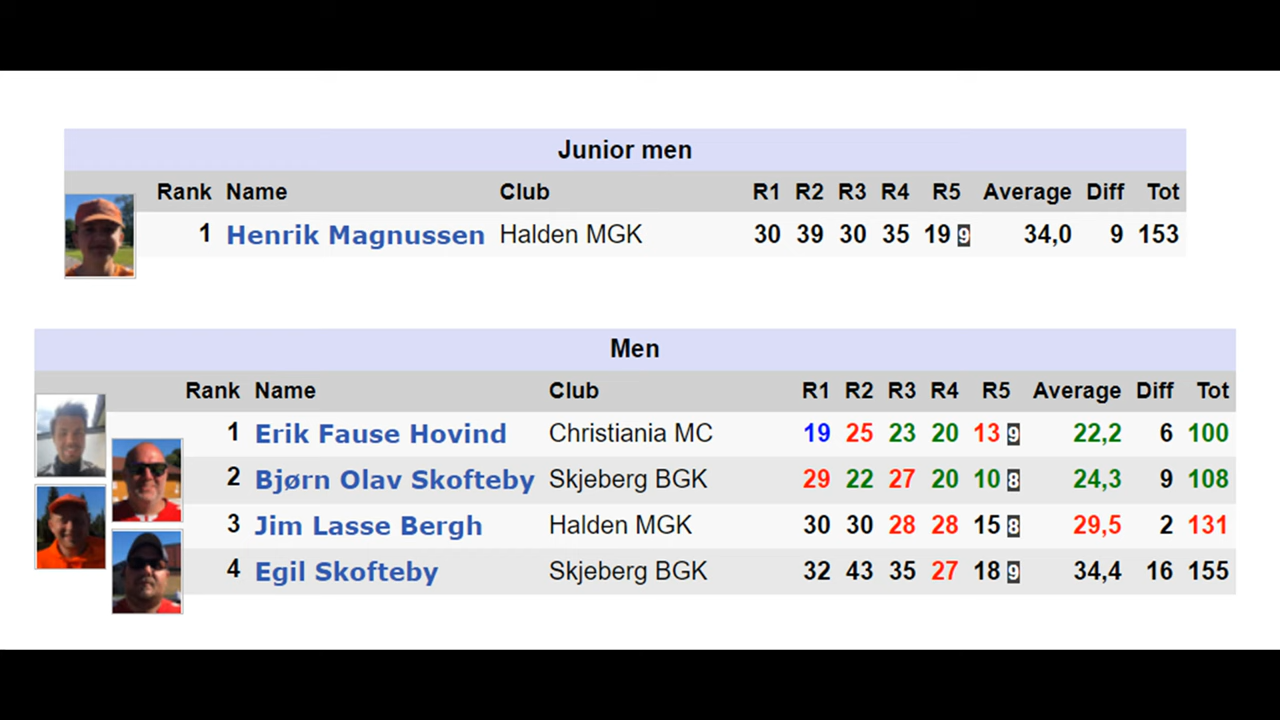 Junior men
Rank Name Club R1 R2 R3 R4 R5 Average Diff Tot
1 Henrik Magnussen Halden MGK 30 39 30 35 19 9 34,0 9 153
Men
Rank Name Club R1 R2 R3 R4 R5 Average Diff Tot
1 Erik Fause Hovind Christiania MC 19 25 23 20 13 9 22,2 6 100
2 Bjørn Olav Skofteby Skjeberg BGK 29 22 27 20 10 8 24,3 9 108
3 Jim Lasse Bergh Halden MGK 30 30 28 28 15 8 29,5 2 131
4 Egil Skofteby Skjeberg BGK 32 43 35 27 18 9 34,4 16 155